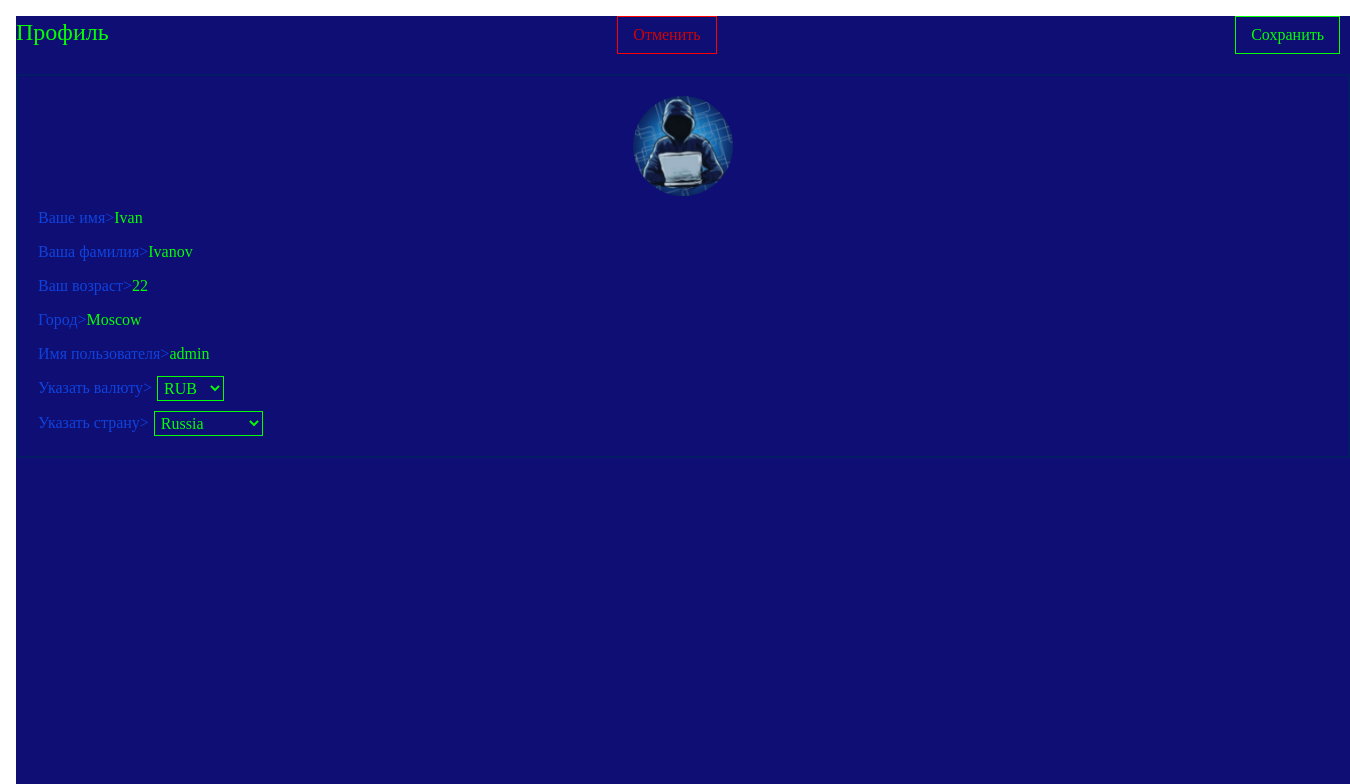 Профиль Отменить Сохранить
Ваше имя>Ivan
Ваша фамилия>Ivanov
Ваш возраст>22
Город>Moscow
Имя пользователя>admin
Указать валюту> RUB
Указать страну> Russia